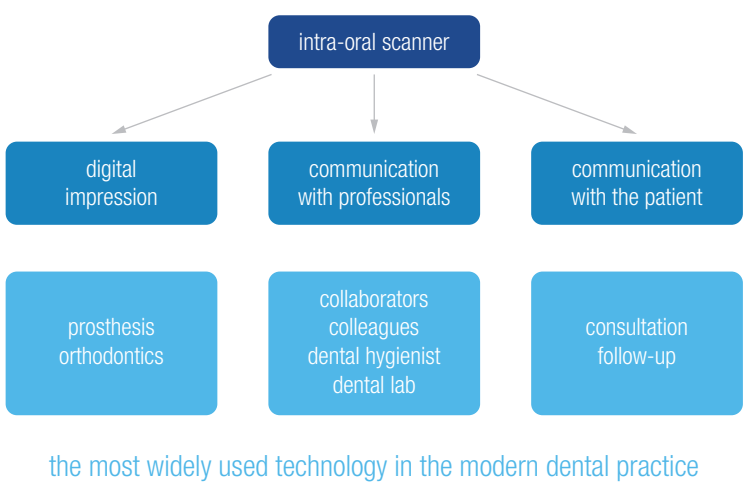 intra-oral scanner
digital
impression
communication
with professionals
communication
with the patient
prosthesis
orthodontics
collaborators
colleagues
dental hygienist
dental lab
consultation
follow-up
the most widely used technology in the modern dental practice